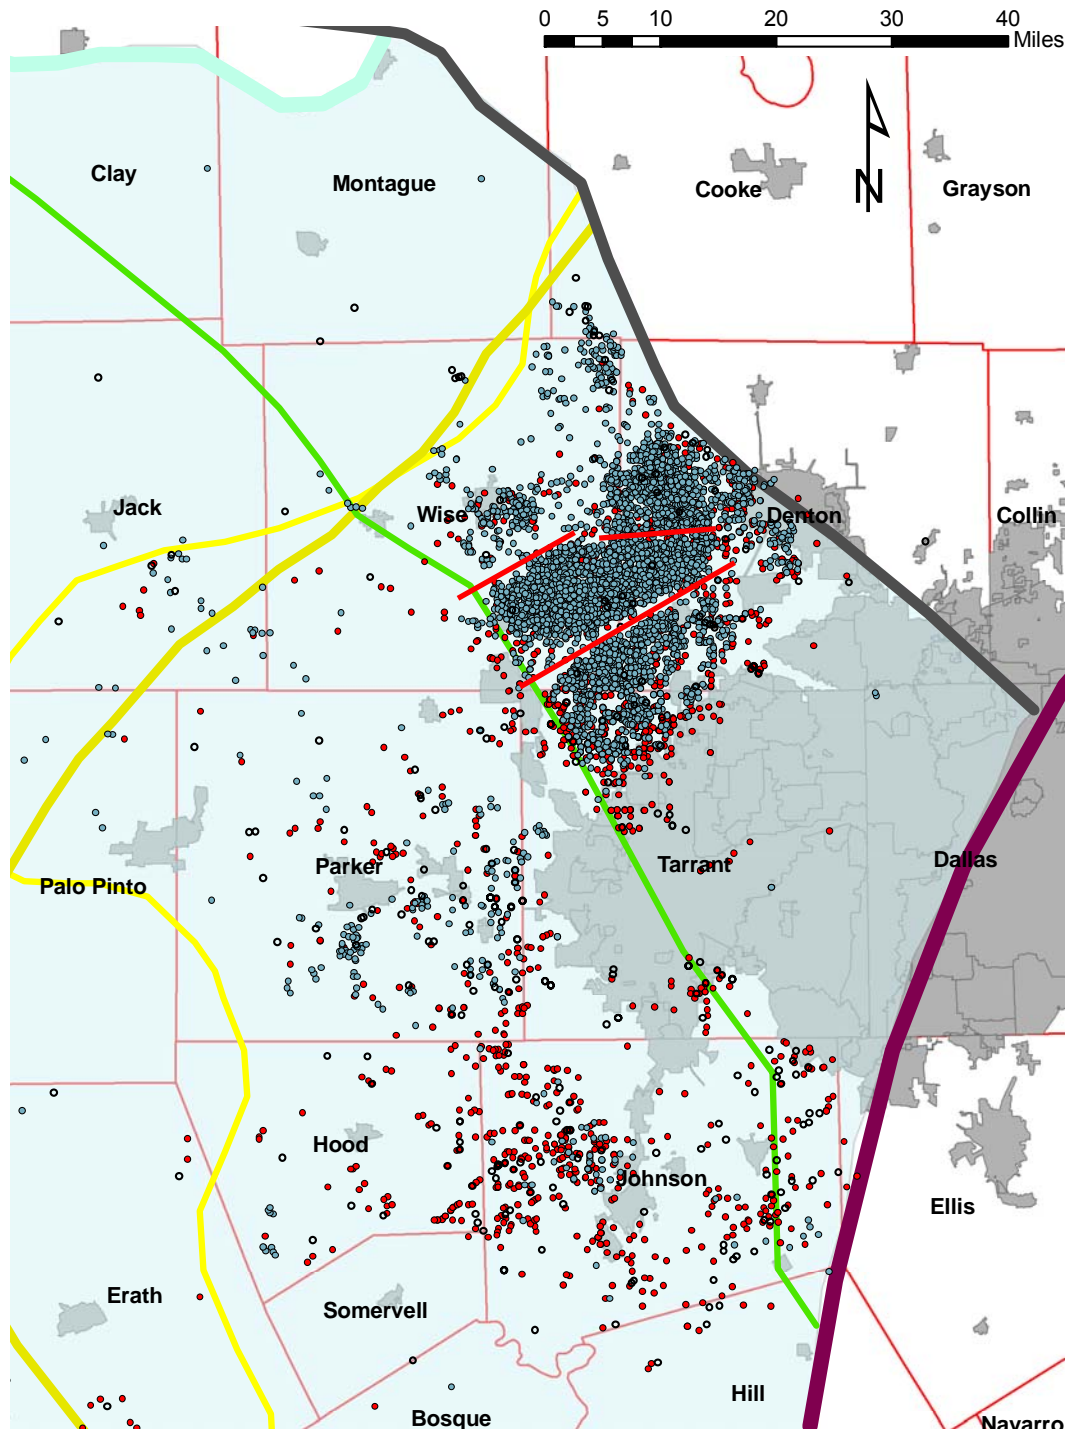 0 5 10 20 30 40
Miles
Clay
Montague
Cooke
Grayson
N
Jack
Wise
Denton
Collin
Palo Pinto
Parker
Tarrant
Dallas
Hood
Johnson
Ellis
Erath
Somervell
Hill
Bosque
Navarro